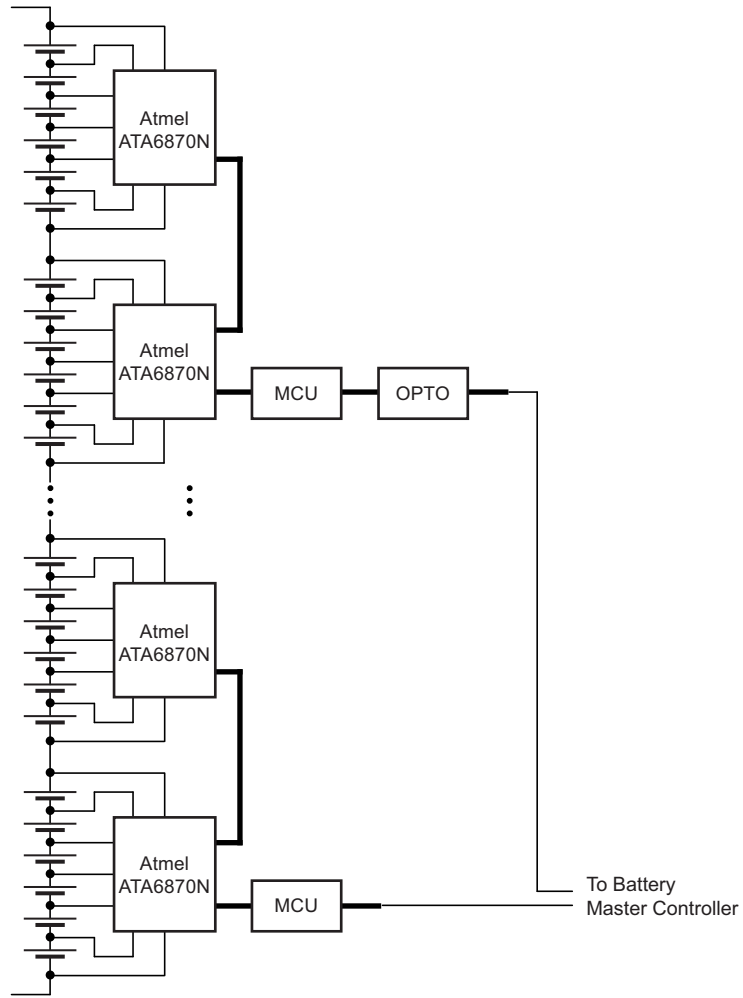 Atmel
ATA6870N
Atmel
ATA6870N
MCU
OPTO
Atmel
ATA6870N
Atmel
ATA6870N
MCU
To Battery
Master Controller